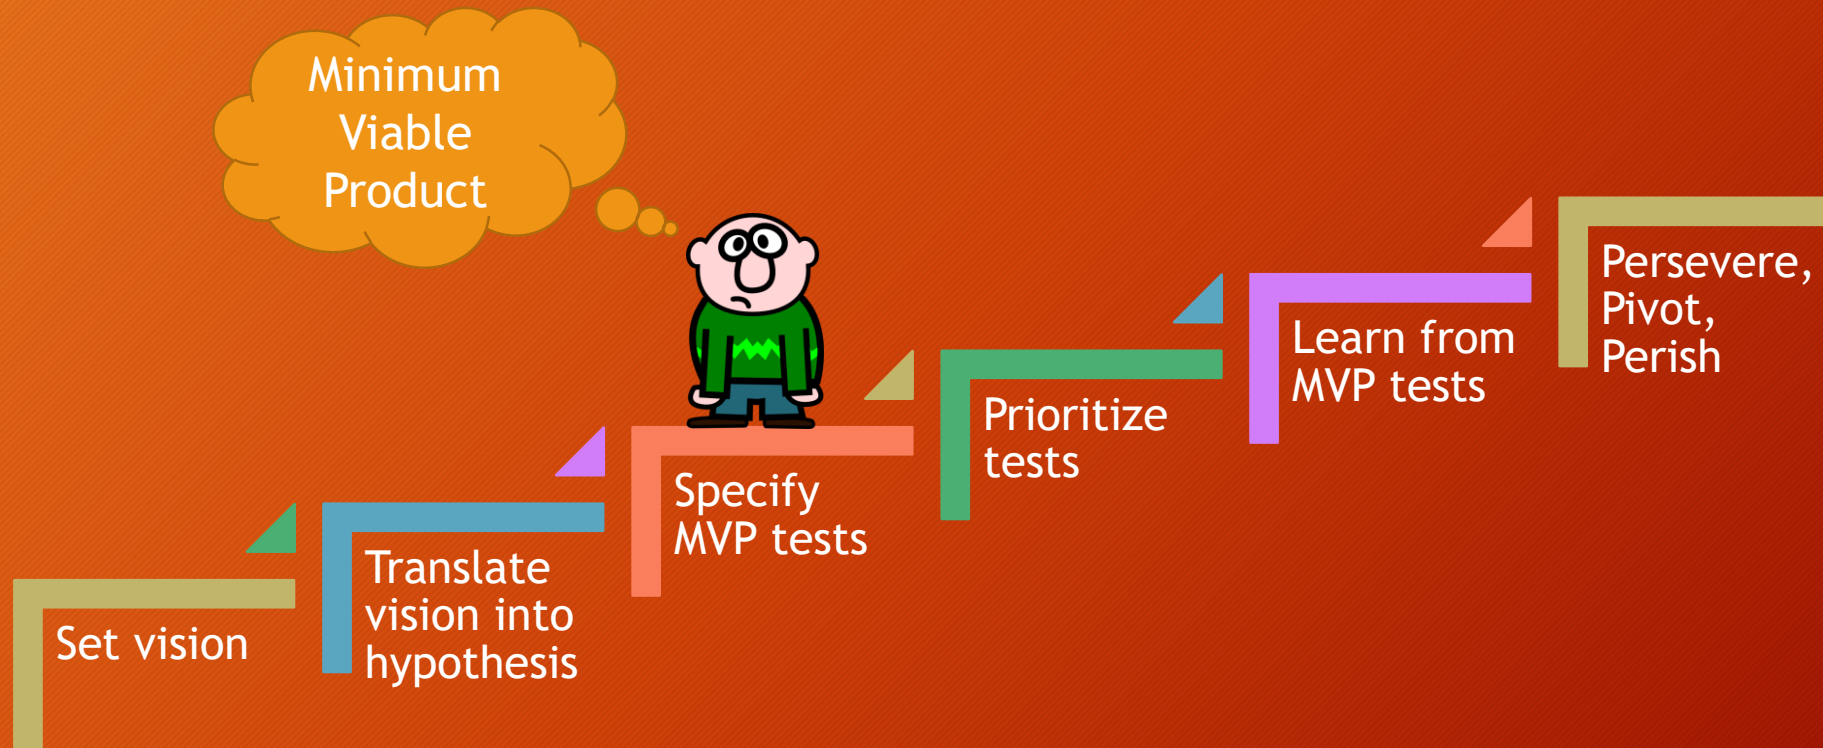 Minimum
Viable
Product
Set vision
Translate
vision into
hypothesis
Specify
MVP tests
Prioritize
tests
Learn from
MVP tests
Persevere,
Pivot,
Perish